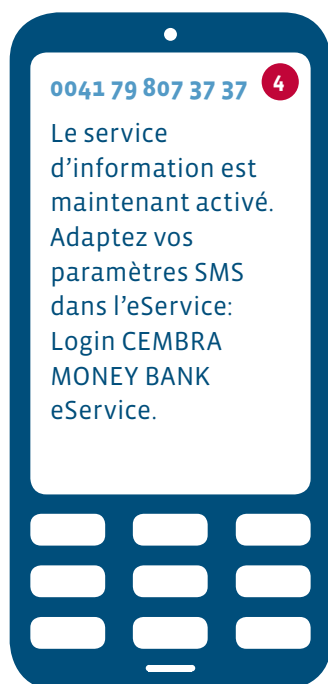 0041 79 807 37 37 4
Le service
d’information est
maintenant activé.
Adaptez vos
paramètres SMS
dans l’eService:
Login CEMBRA
MONEY BANK
eService.